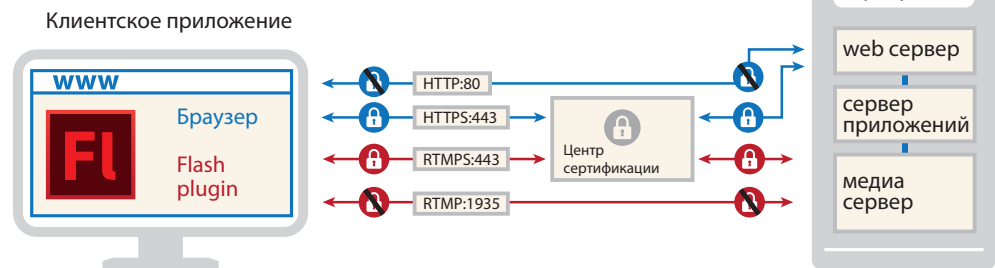 Клиентское приложение
www
Браузер
Fl
Flash
plugin
HTTP:80
HTTPS:443
RTMPS:443
RTMP:1935
Центр
сертификации
web сервер
сервер
приложений
медиа
сервер